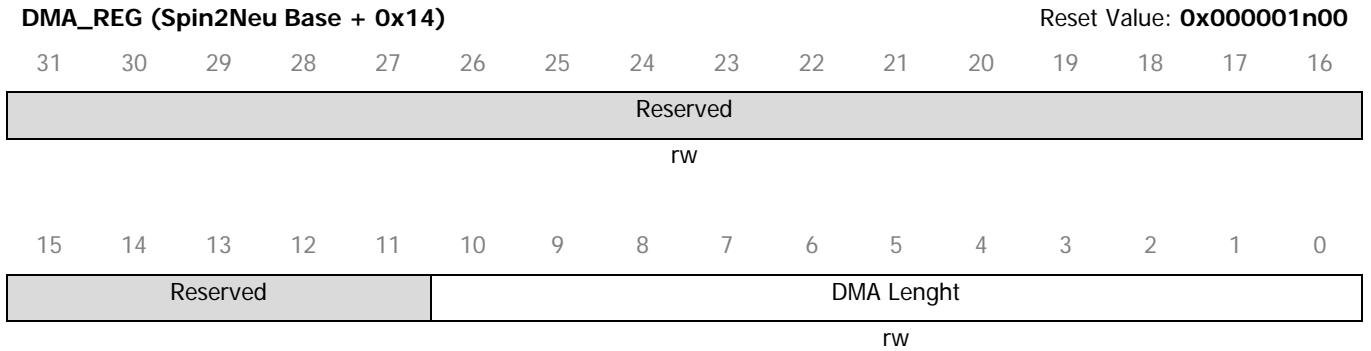 DMA_REG (Spin2Neu Base + 0x14) Reset Value: 0x000001n00
31 30 29 28 27 26 25 24 23 22 21 20 19 18 17 16
Reserved
rw
15 14 13 12 11 10 9 8 7 6 5 4 3 2 1 0
Reserved DMA Lenght
rw